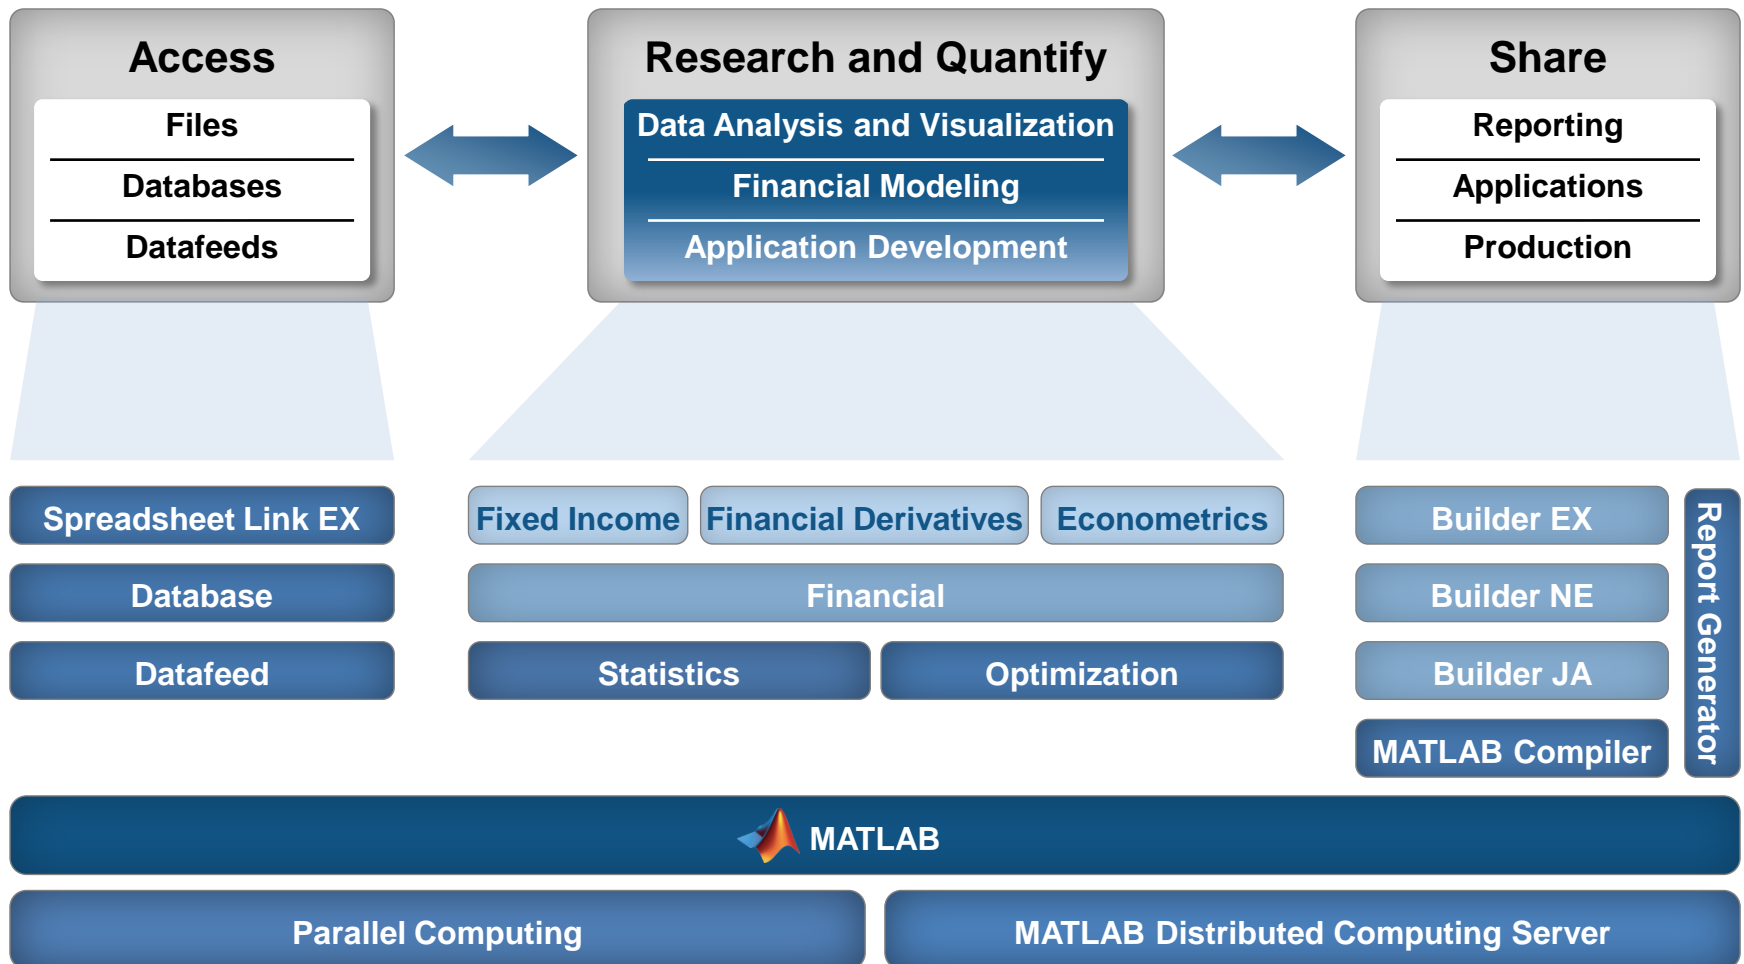 Access
Files
Databases
Datafeeds
Research and Quantify
Data Analysis and Visualization
Financial Modeling
Application Development
Share
Reporting
Applications
Production
Spreadsheet Link EX
Database
Datafeed
Fixed Income
Financial Derivatives
Econometrics
Financial
Statistics
Optimization
Builder EX
Builder NE
Builder JA
MATLAB Compiler
Report Generator
MATLAB
Parallel Computing
MATLAB Distributed Computing Server